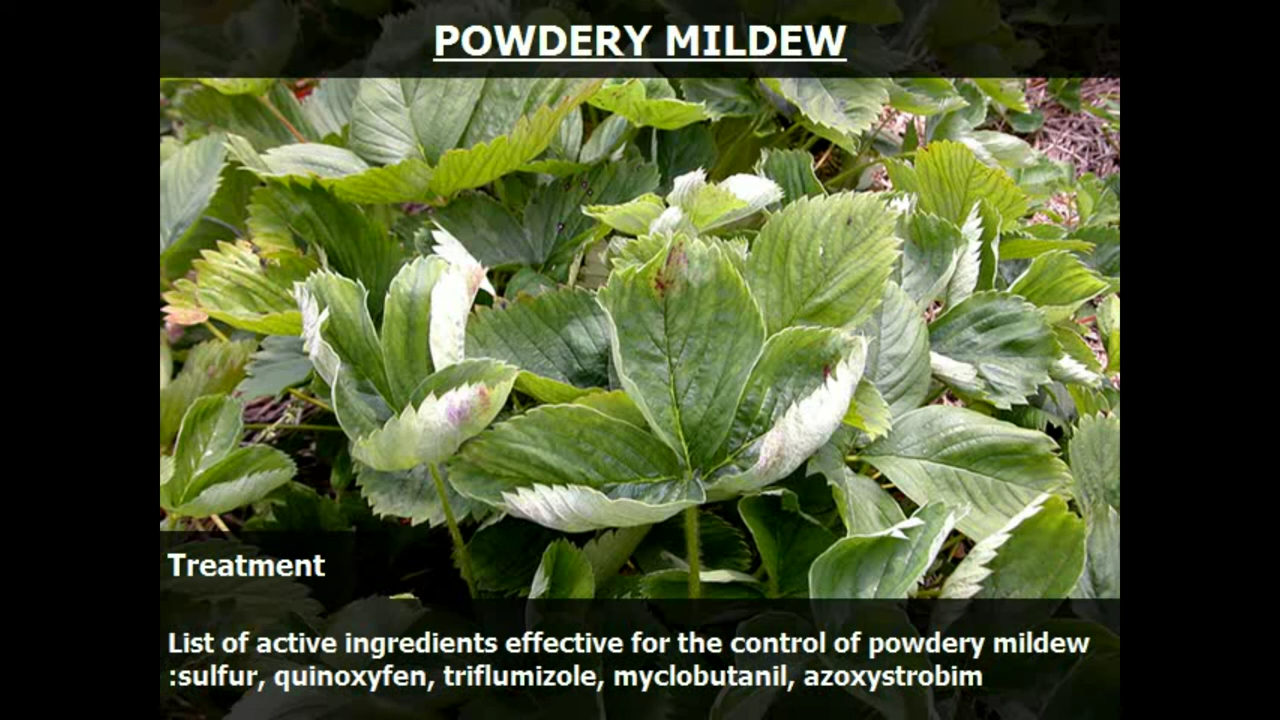 POWDERY MILDEW
Treatment
List of active ingredients effective for the control of powdery mildew
:sulfur, quinoxyfen, triflumizole, myclobutanil, azoxystrobim